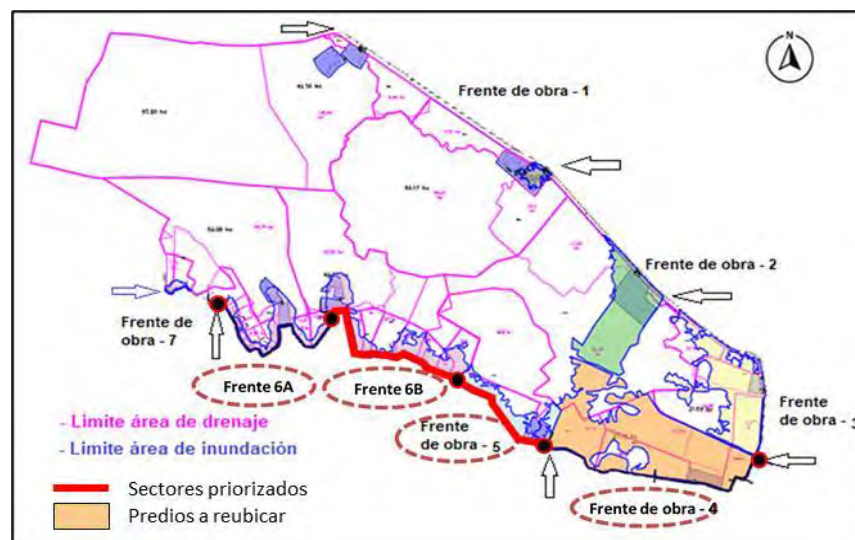 N
Frente de obra - 1
Frente de obra - 2
Frente de
obra - 3
Frente de
obra - 7
Frente 6A
Frente 6B
Frente
de obra - 5
Frente de obra - 4
- Limite área de drenaje
- Limite área de inundación
Sectores priorizados
Predios a reubicar